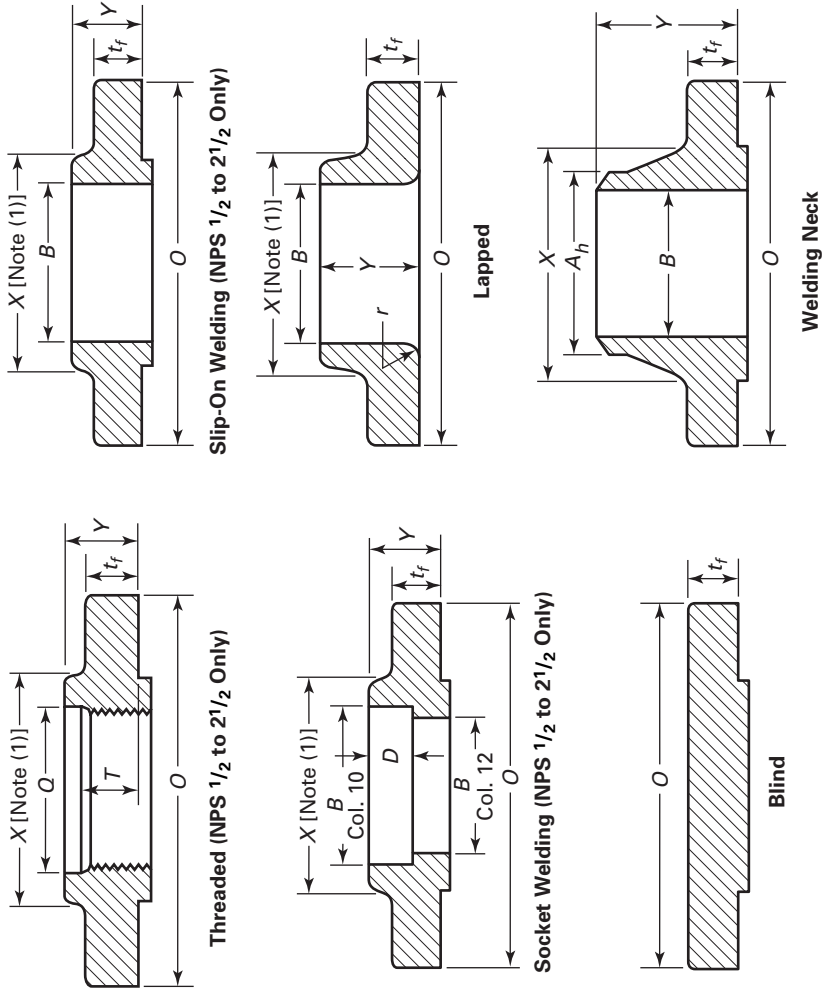 X [Note (1)]
Q
T
O
Y
t_f
Threaded (NPS 1/2 to 2 1/2 Only)
X [Note (1)]
B
O
Y
t_f
Slip-On Welding (NPS 1/2 to 2 1/2 Only)
X [Note (1)]
B
Col. 10
D
B
Col. 12
O
Y
t_f
Socket Welding (NPS 1/2 to 2 1/2 Only)
X [Note (1)]
B
Y
r
O
t_f
Lapped
O
t_f
Blind
X
A_h
B
O
Y
t_f
Welding Neck